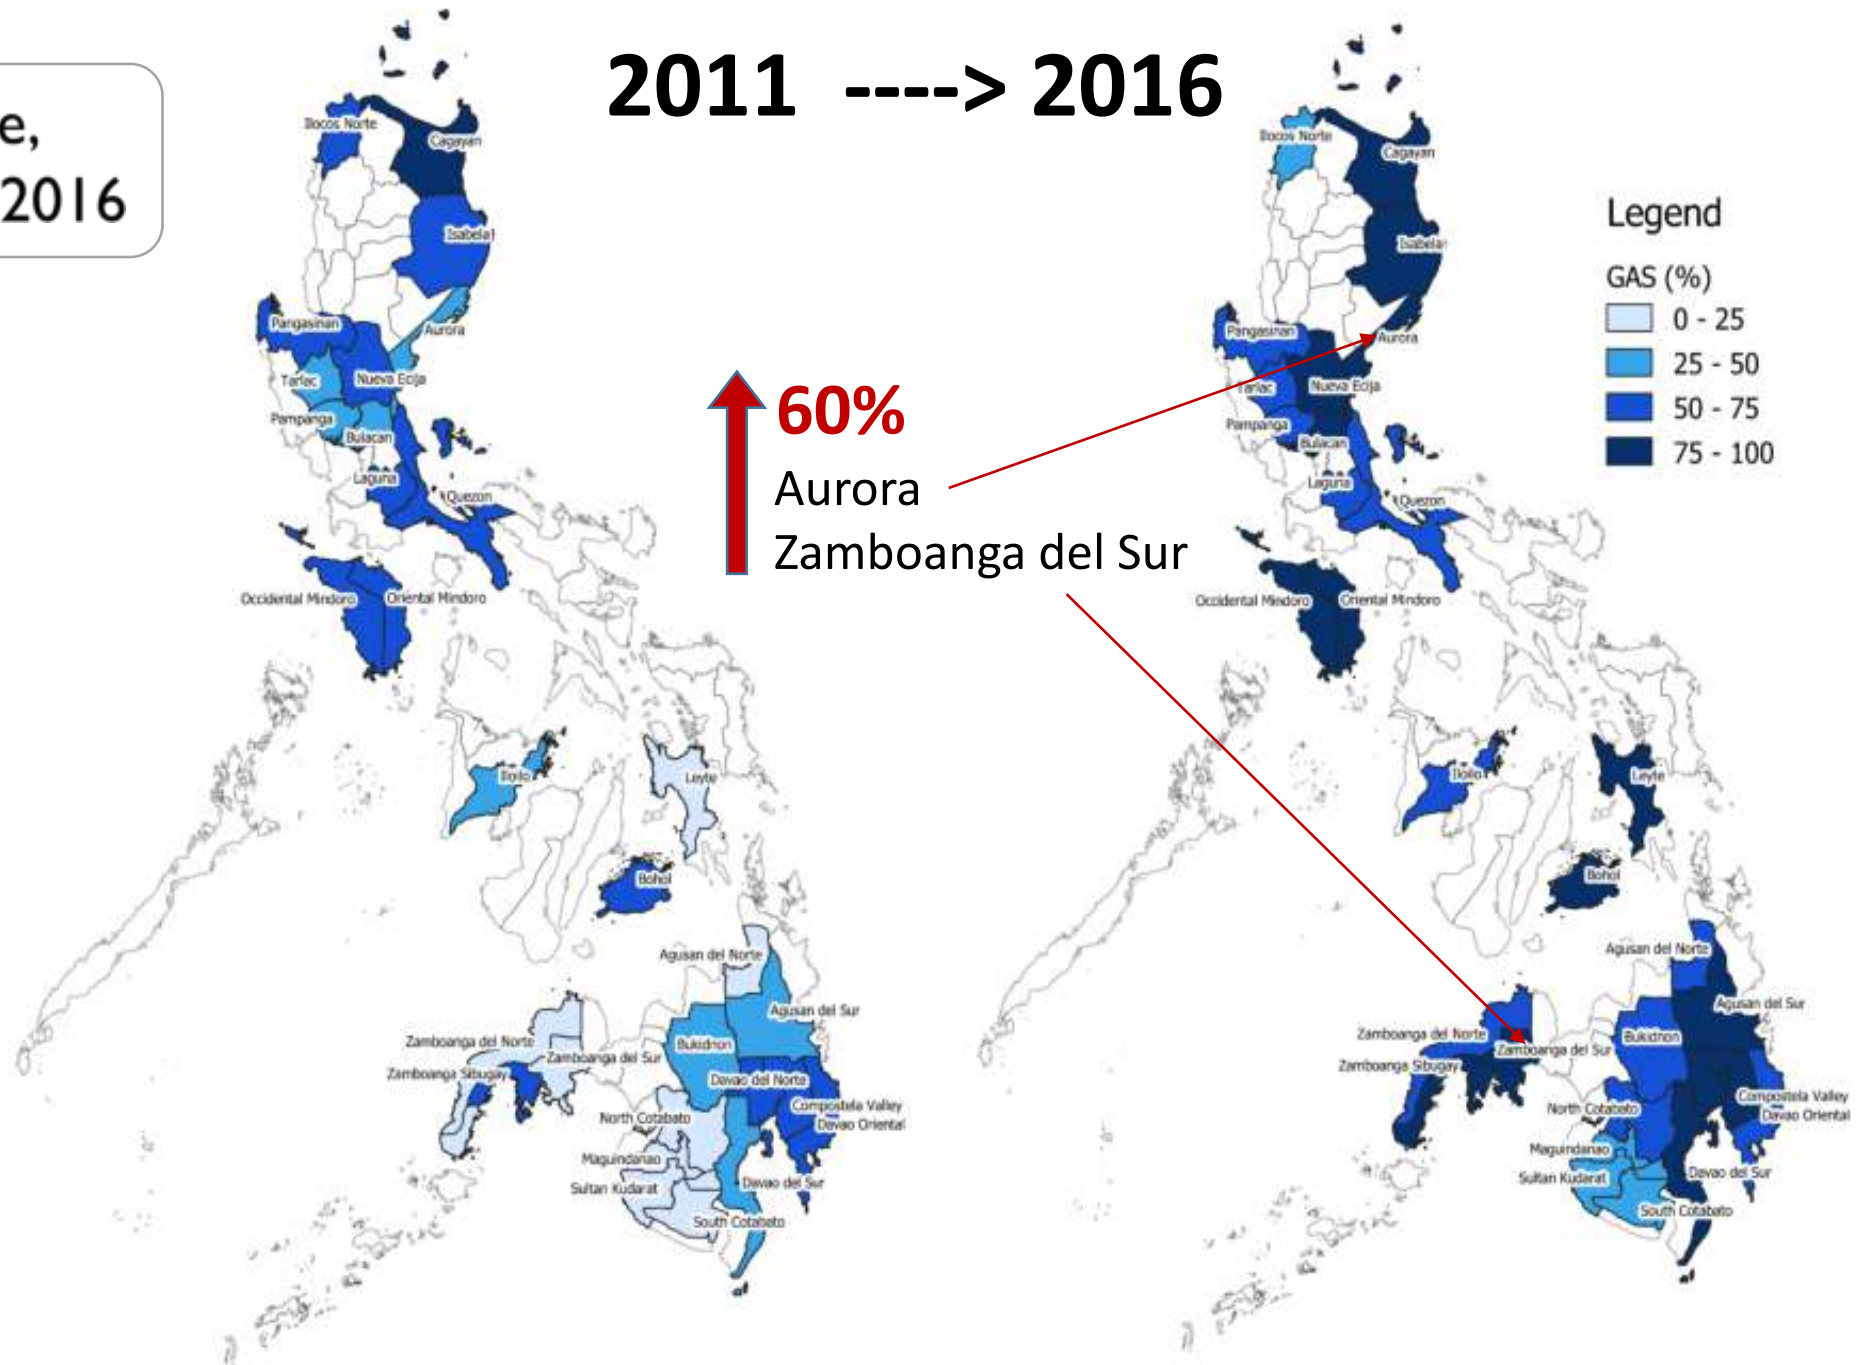 e,
2016
2011 ----> 2016
60%
Aurora
Zamboanga del Sur
Legend
GAS (%)
0 - 25
25 - 50
50 - 75
75 - 100
Ilocos Norte
Cagayan
Isabela
Pangasinan
Aurora
Tarlac
Nueva Ecija
Pampanga
Bulacan
Laguna
Quezon
Occidental Mindoro
Oriental Mindoro
Iloilo
Leyte
Bohol
Agusan del Norte
Agusan del Sur
Zamboanga del Norte
Bukidnon
Zamboanga del Sur
Zamboanga Sibugay
Davao del Norte
Compostela Valley
North Cotabato
Davao Oriental
Maguindanao
Davao del Sur
Sultan Kudarat
South Cotabato
Ilocos Norte
Cagayan
Isabela
Pangasinan
Aurora
Tarlac
Nueva Ecija
Pampanga
Bulacan
Laguna
Quezon
Occidental Mindoro
Oriental Mindoro
Iloilo
Leyte
Bohol
Agusan del Norte
Agusan del Sur
Zamboanga del Norte
Bukidnon
Zamboanga del Sur
Zamboanga Sibugay
Compostela Valley
North Cotabato
Davao Oriental
Maguindanao
Davao del Sur
Sultan Kudarat
South Cotabato